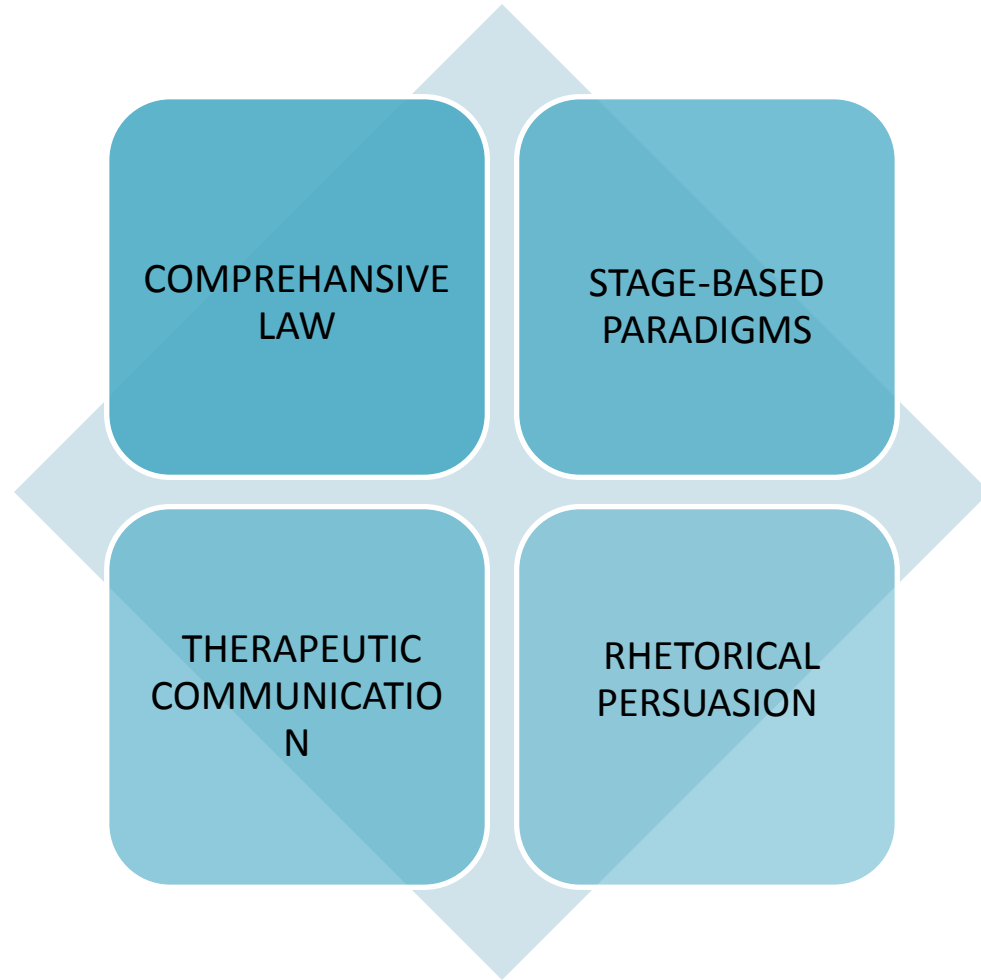 COMPREHANSIVE
LAW
STAGE-BASED
PARADIGMS
THERAPEUTIC
COMMUNICATIO
N
RHETORICAL
PERSUASION